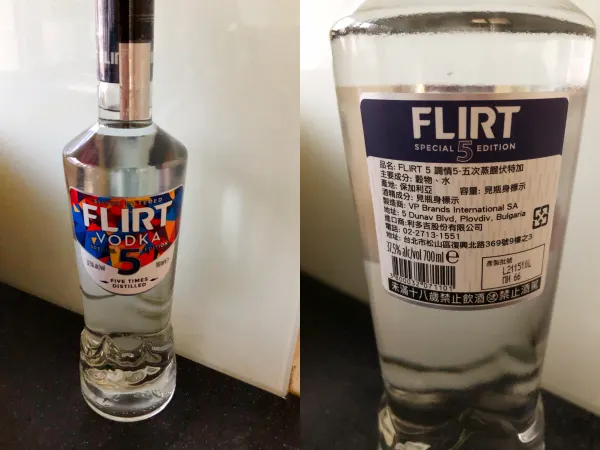 FLIRT
VODKA
5
FIVE TIMES
DISTILLED
FLIRT
SPECIAL 5 EDITION
品名: FLIRT 5 調情5-五次蒸餾伏特加
主要成分: 穀物、水
產地: 保加利亞 容量: 見瓶身標示
酒精成分: 見瓶身標示
製造商: VP Brands International SA
地址: 5 Dunav Blvd, Plovdiv, Bulgaria
進口商: 利多吉股份有限公司
電話: 02-2713-1551
地址: 台北市松山區復興北路369號9樓之3
37,5% alc/vol 700ml e
產製批號
L211516L
未滿十八歲禁止飲酒 禁止酒駕